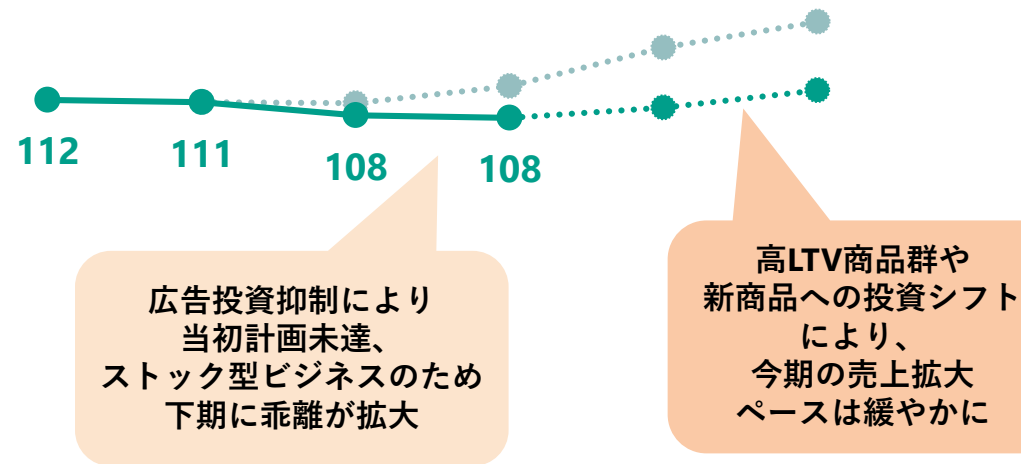 112
111
108
108
広告投資抑制により
当初計画未達、
ストック型ビジネスのため
下期に乖離が拡大
高LTV商品群や
新商品への投資シフト
により、
今期の売上拡大
ペースは緩やかに